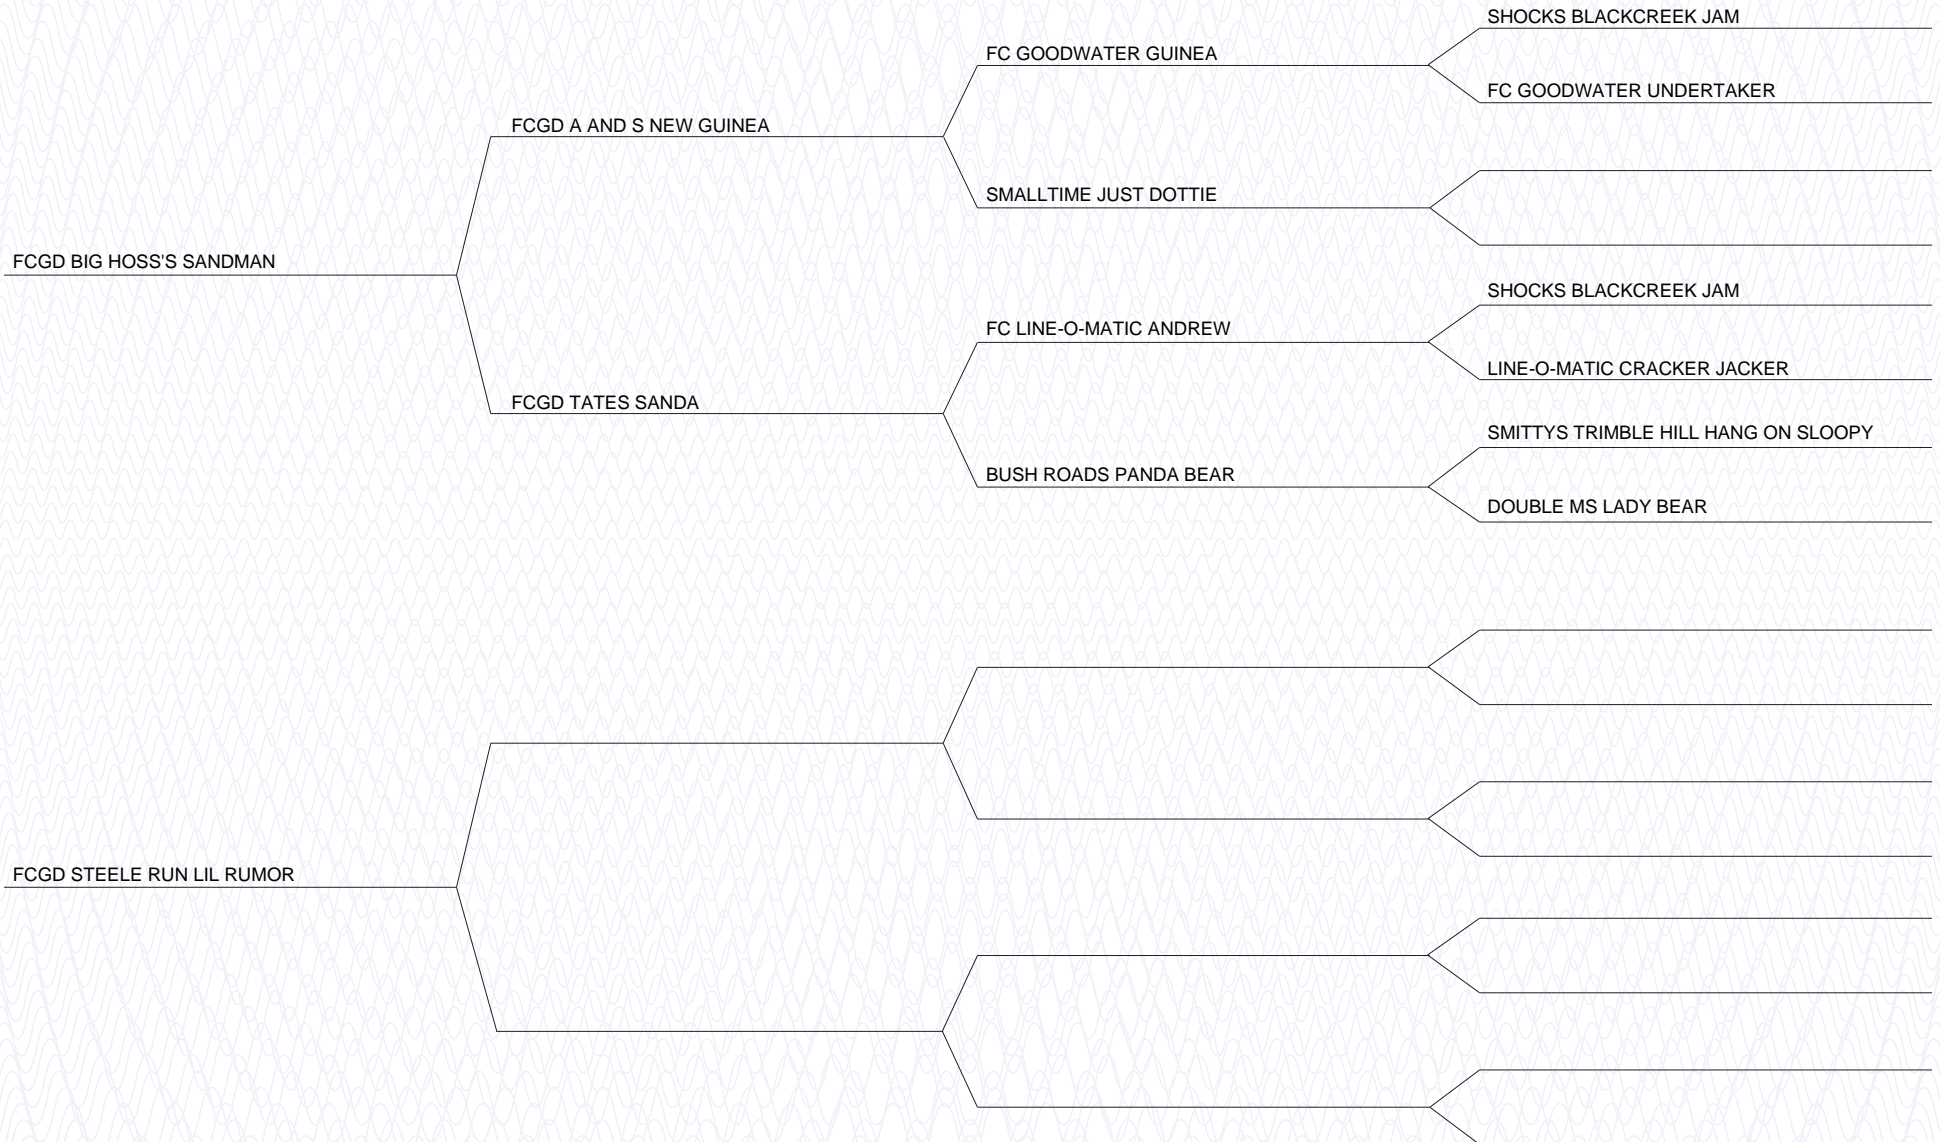 SHOCKS BLACKCREEK JAM
FC GOODWATER GUINEA
FC GOODWATER UNDERTAKER
FCGD A AND S NEW GUINEA
SMALLTIME JUST DOTTIE
FCGD BIG HOSS'S SANDMAN
SHOCKS BLACKCREEK JAM
FC LINE-O-MATIC ANDREW
LINE-O-MATIC CRACKER JACKER
FCGD TATES SANDA
SMITTYS TRIMBLE HILL HANG ON SLOOPY
BUSH ROADS PANDA BEAR
DOUBLE MS LADY BEAR
FCGD STEELE RUN LIL RUMOR